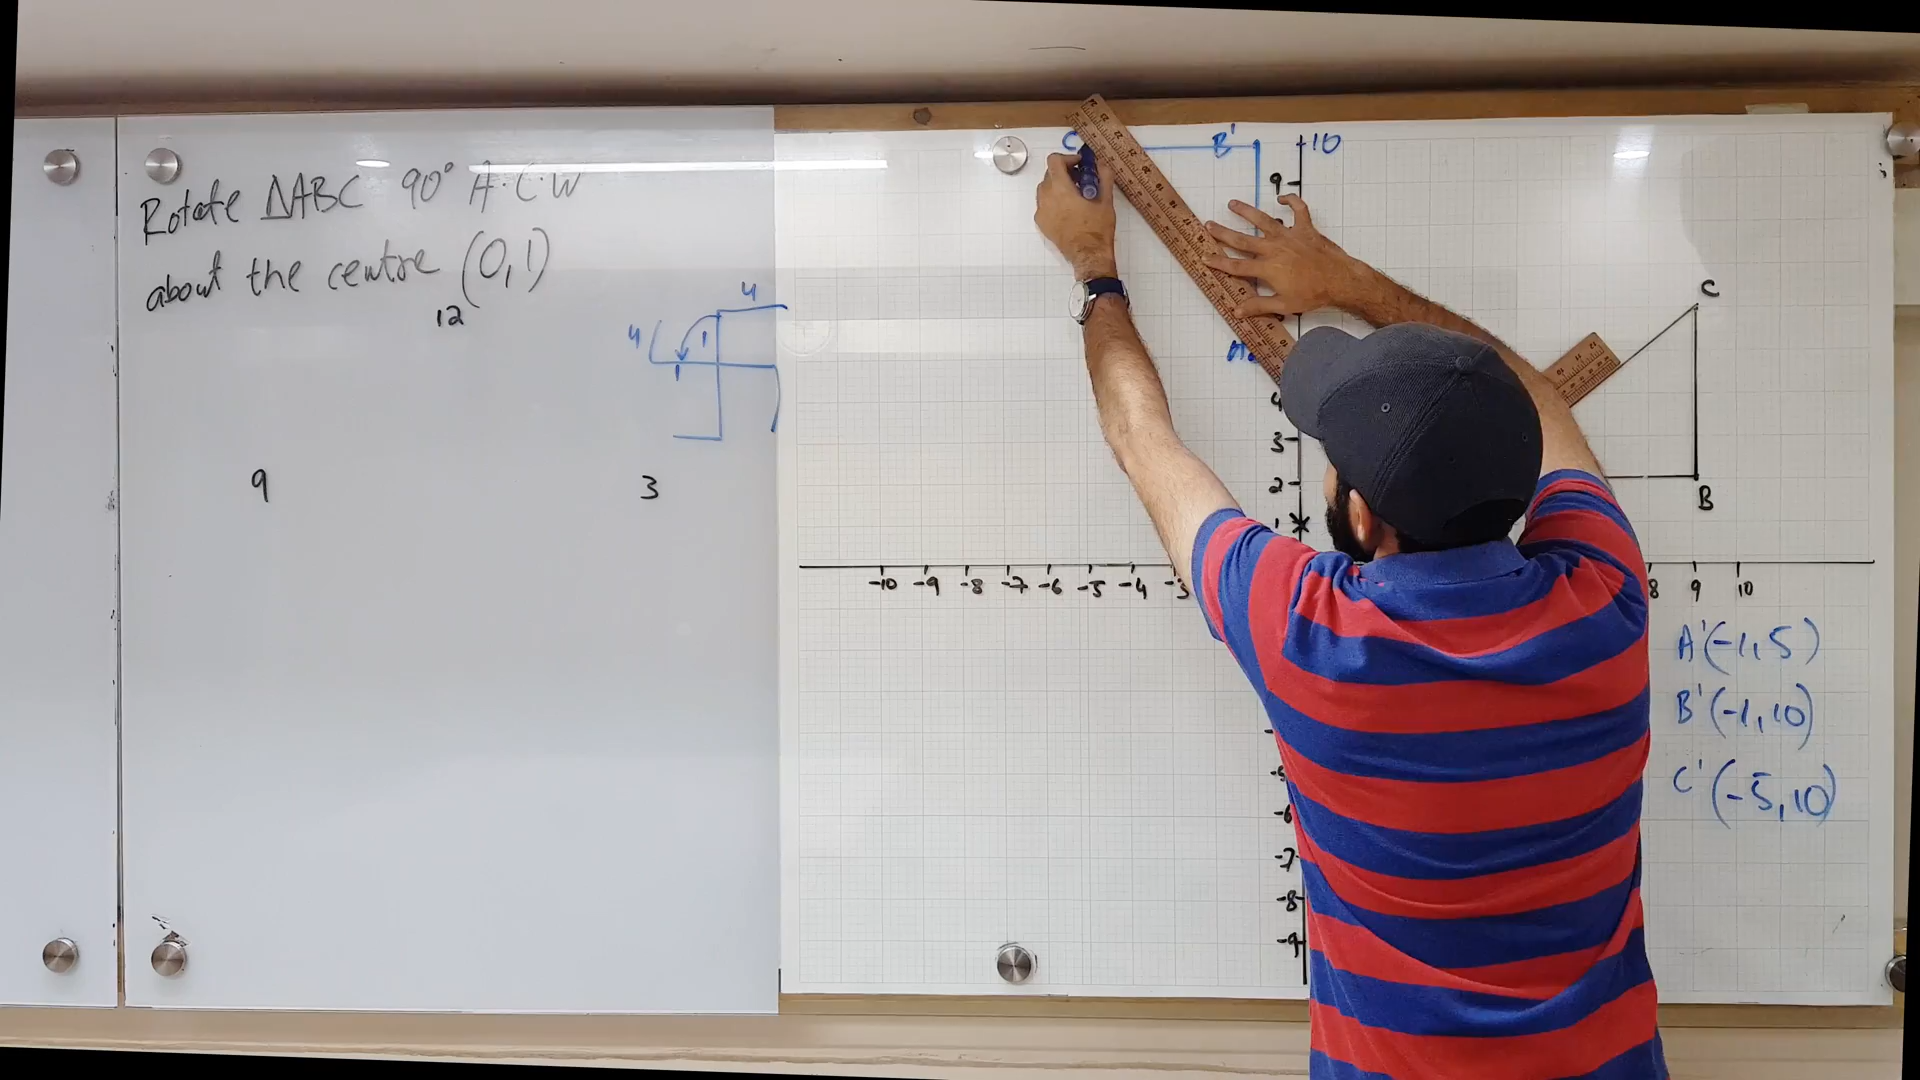 Rotate ΔABC 90° A.C.W
about the centre (0,1)
12
9
3
4
4
1
1
C
B'
10
9
4
3
2
1
C
B
-10 -9 -8 -7 -6 -5 -4 -3
8 9 10
A'(-1,5)
B'(-1,10)
C'(-5,10)
-6
-7
-8
-9